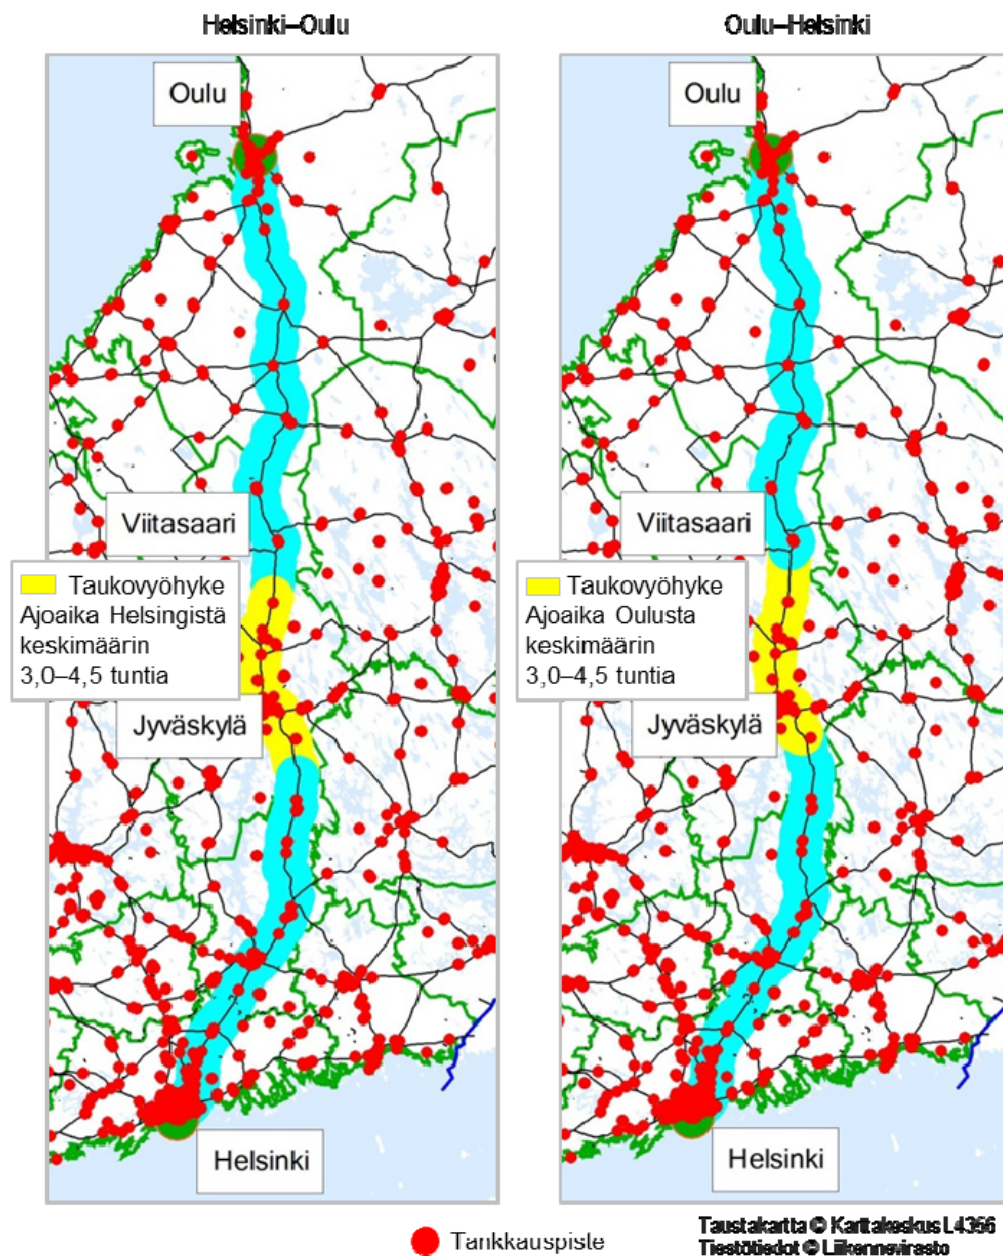 Helsinki–Oulu
Oulu–Helsinki
Oulu
Viitasaari
Taukovyöhyke
Ajoaika Helsingistä
keskimäärin
3,0–4,5 tuntia
Jyväskylä
Helsinki
Oulu
Viitasaari
Taukovyöhyke
Ajoaika Oulusta
keskimäärin
3,0–4,5 tuntia
Jyväskylä
Helsinki
Tankkauspiste
Taustakartta © Karttakeskus L4356
Tiestötiedot © Liikennevirasto